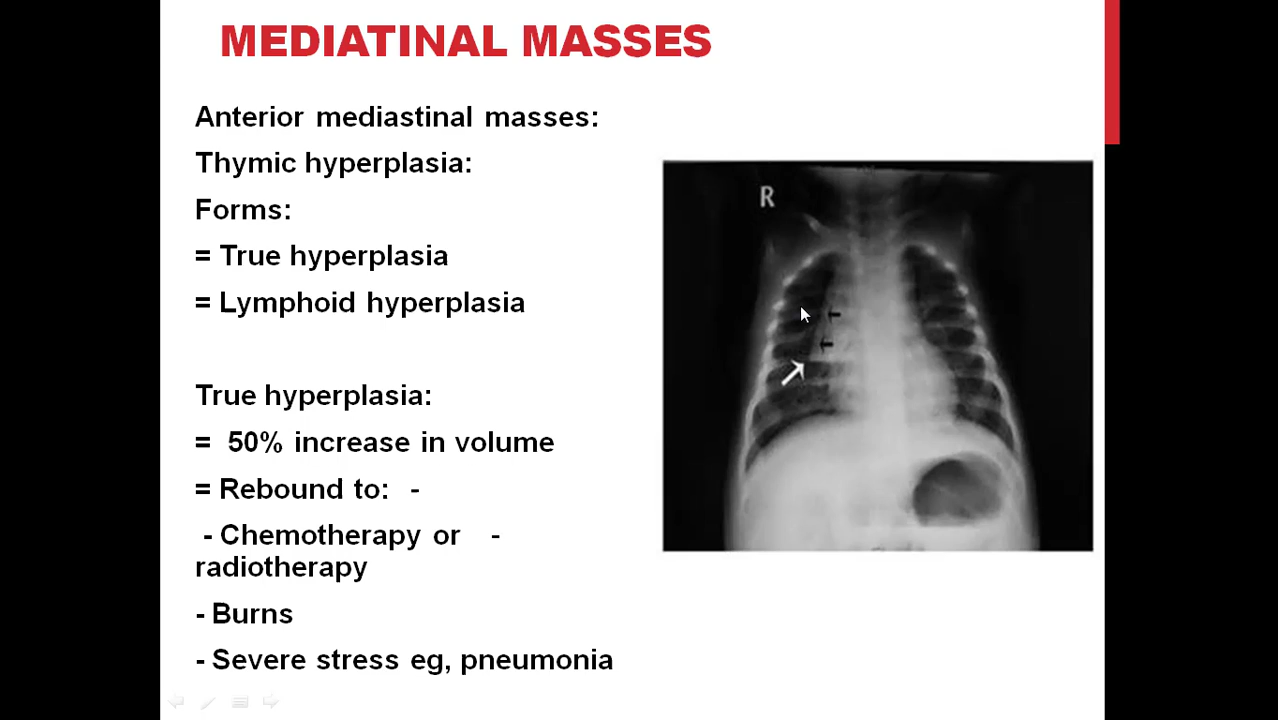 MEDIATINAL MASSES
Anterior mediastinal masses:
Thymic hyperplasia:
Forms:
= True hyperplasia
= Lymphoid hyperplasia
True hyperplasia:
= 50% increase in volume
= Rebound to: -
- Chemotherapy or -
radiotherapy
- Burns
- Severe stress eg, pneumonia
R